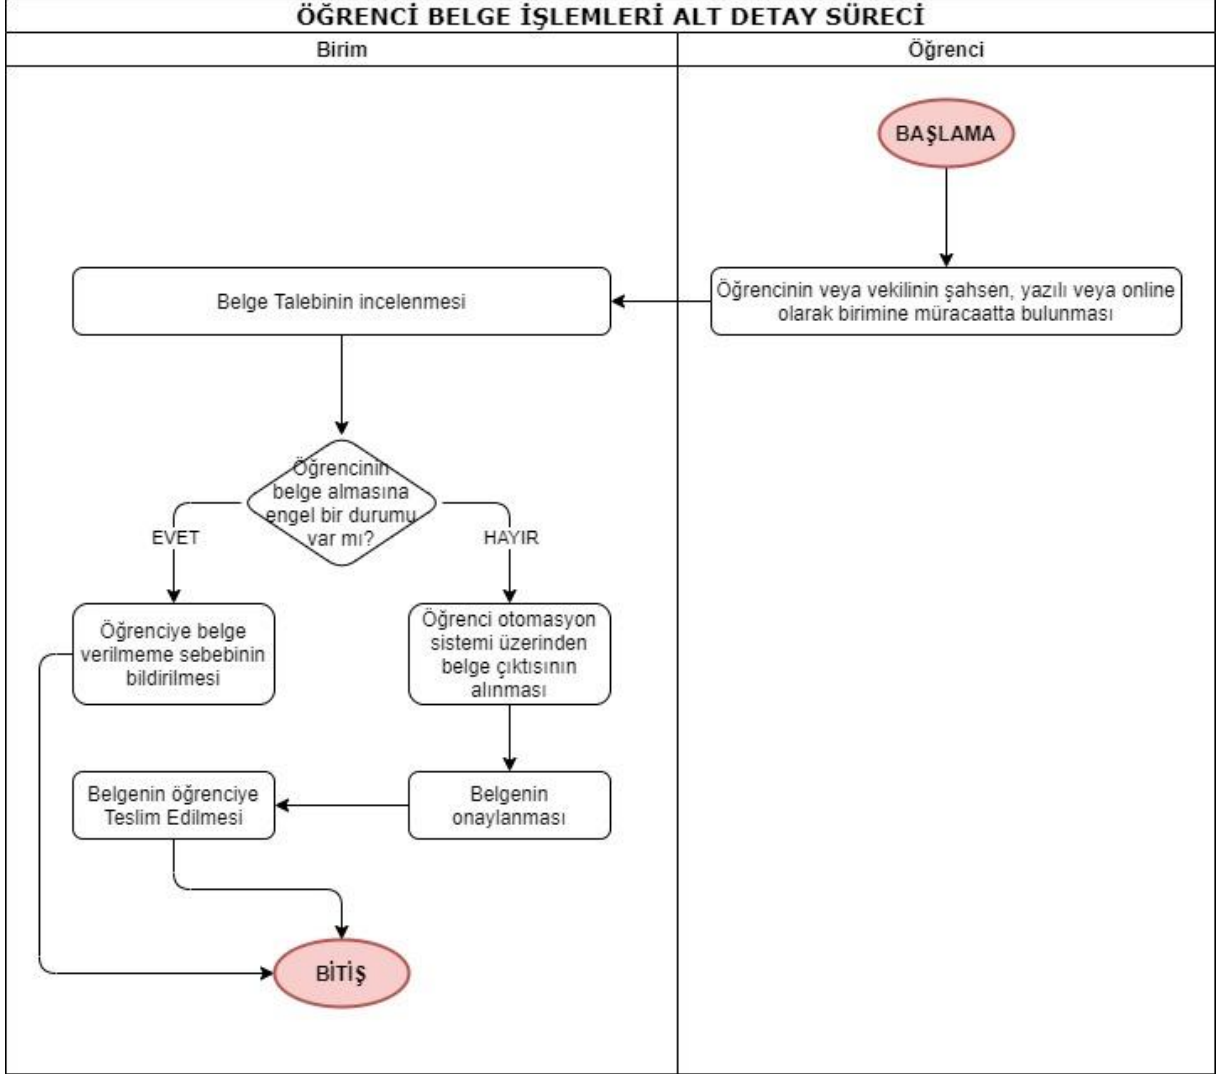 ÖĞRENCİ BELGE İŞLEMLERİ ALT DETAY SÜRECİ
Birim
Öğrenci
BAŞLAMA
Öğrencinin veya vekilinin şahsen, yazılı veya online
olarak birimine müracaatta bulunması
Belge Talebinin incelenmesi
Öğrencinin
belge almasına
engel bir durumu
var mı?
EVET
HAYIR
Öğrenciye belge
verilmeme sebebinin
bildirilmesi
Öğrenci otomasyon
sistemi üzerinden
belge çıktısının
alınması
Belgenin
onaylanması
Belgenin öğrenciye
Teslim Edilmesi
BİTİŞ